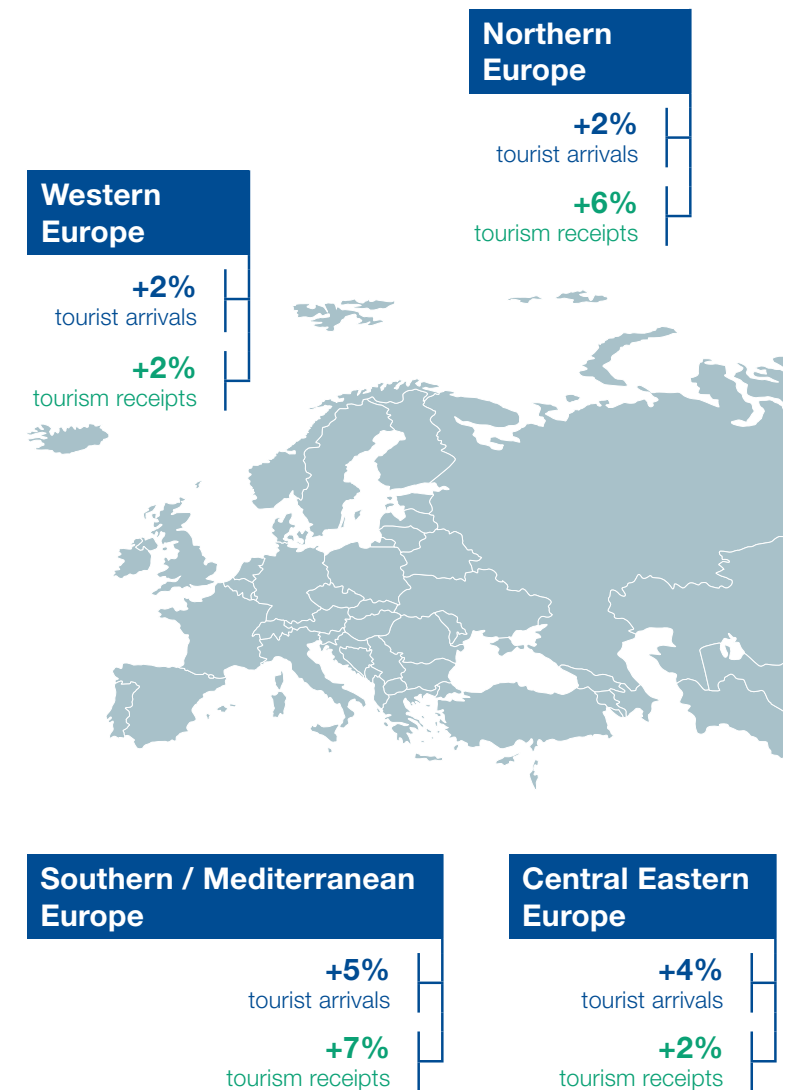 Northern
Europe
+2%
tourist arrivals
+6%
tourism receipts
Western
Europe
+2%
tourist arrivals
+2%
tourism receipts
Southern / Mediterranean
Europe
+5%
tourist arrivals
+7%
tourism receipts
Central Eastern
Europe
+4%
tourist arrivals
+2%
tourism receipts